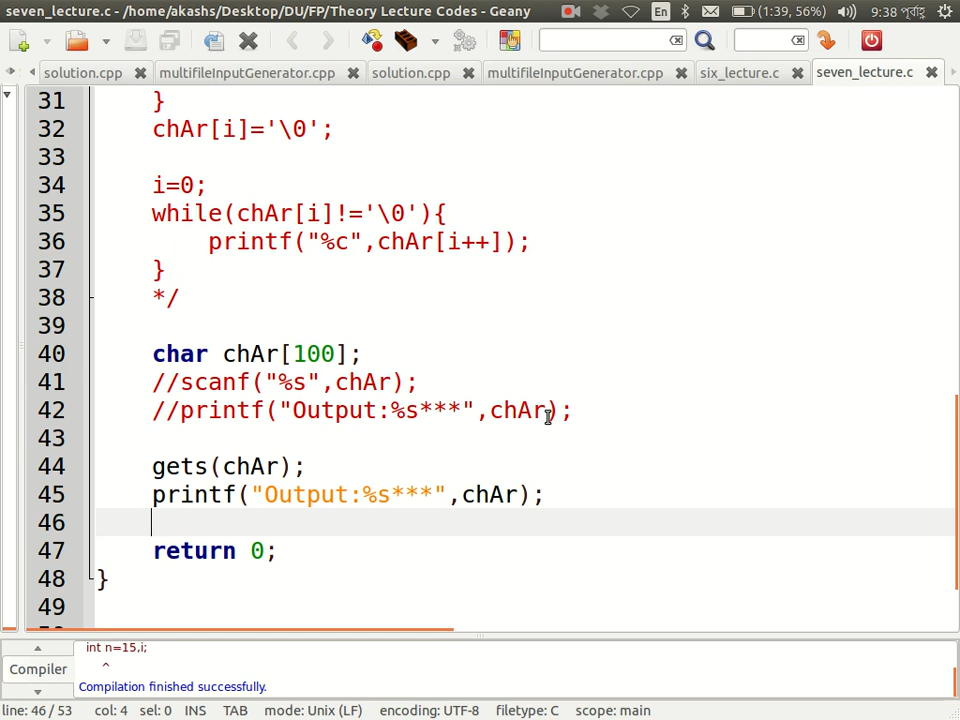 seven_lecture.c - /home/akashs/Desktop/DU/FP/Theory Lecture Codes - Geany
En
(1:39, 56%)
9:38 পূর্বাহ্ণ
solution.cpp
multifileInputGenerator.cpp
solution.cpp
multifileInputGenerator.cpp
six_lecture.c
seven_lecture.c
31 }
32 chAr[i]='\0';
33
34 i=0;
35 while(chAr[i]!='\0'){
36 printf("%c",chAr[i++]);
37 }
38 */
39
40 char chAr[100];
41 //scanf("%s",chAr);
42 //printf("Output:%s***",chAr);
43
44 gets(chAr);
45 printf("Output:%s***",chAr);
46
47 return 0;
48 }
49
Compiler
int n=15,i;
^
Compilation finished successfully.
line: 46 / 53 col: 4 sel: 0 INS TAB mode: Unix (LF) encoding: UTF-8 filetype: C scope: main